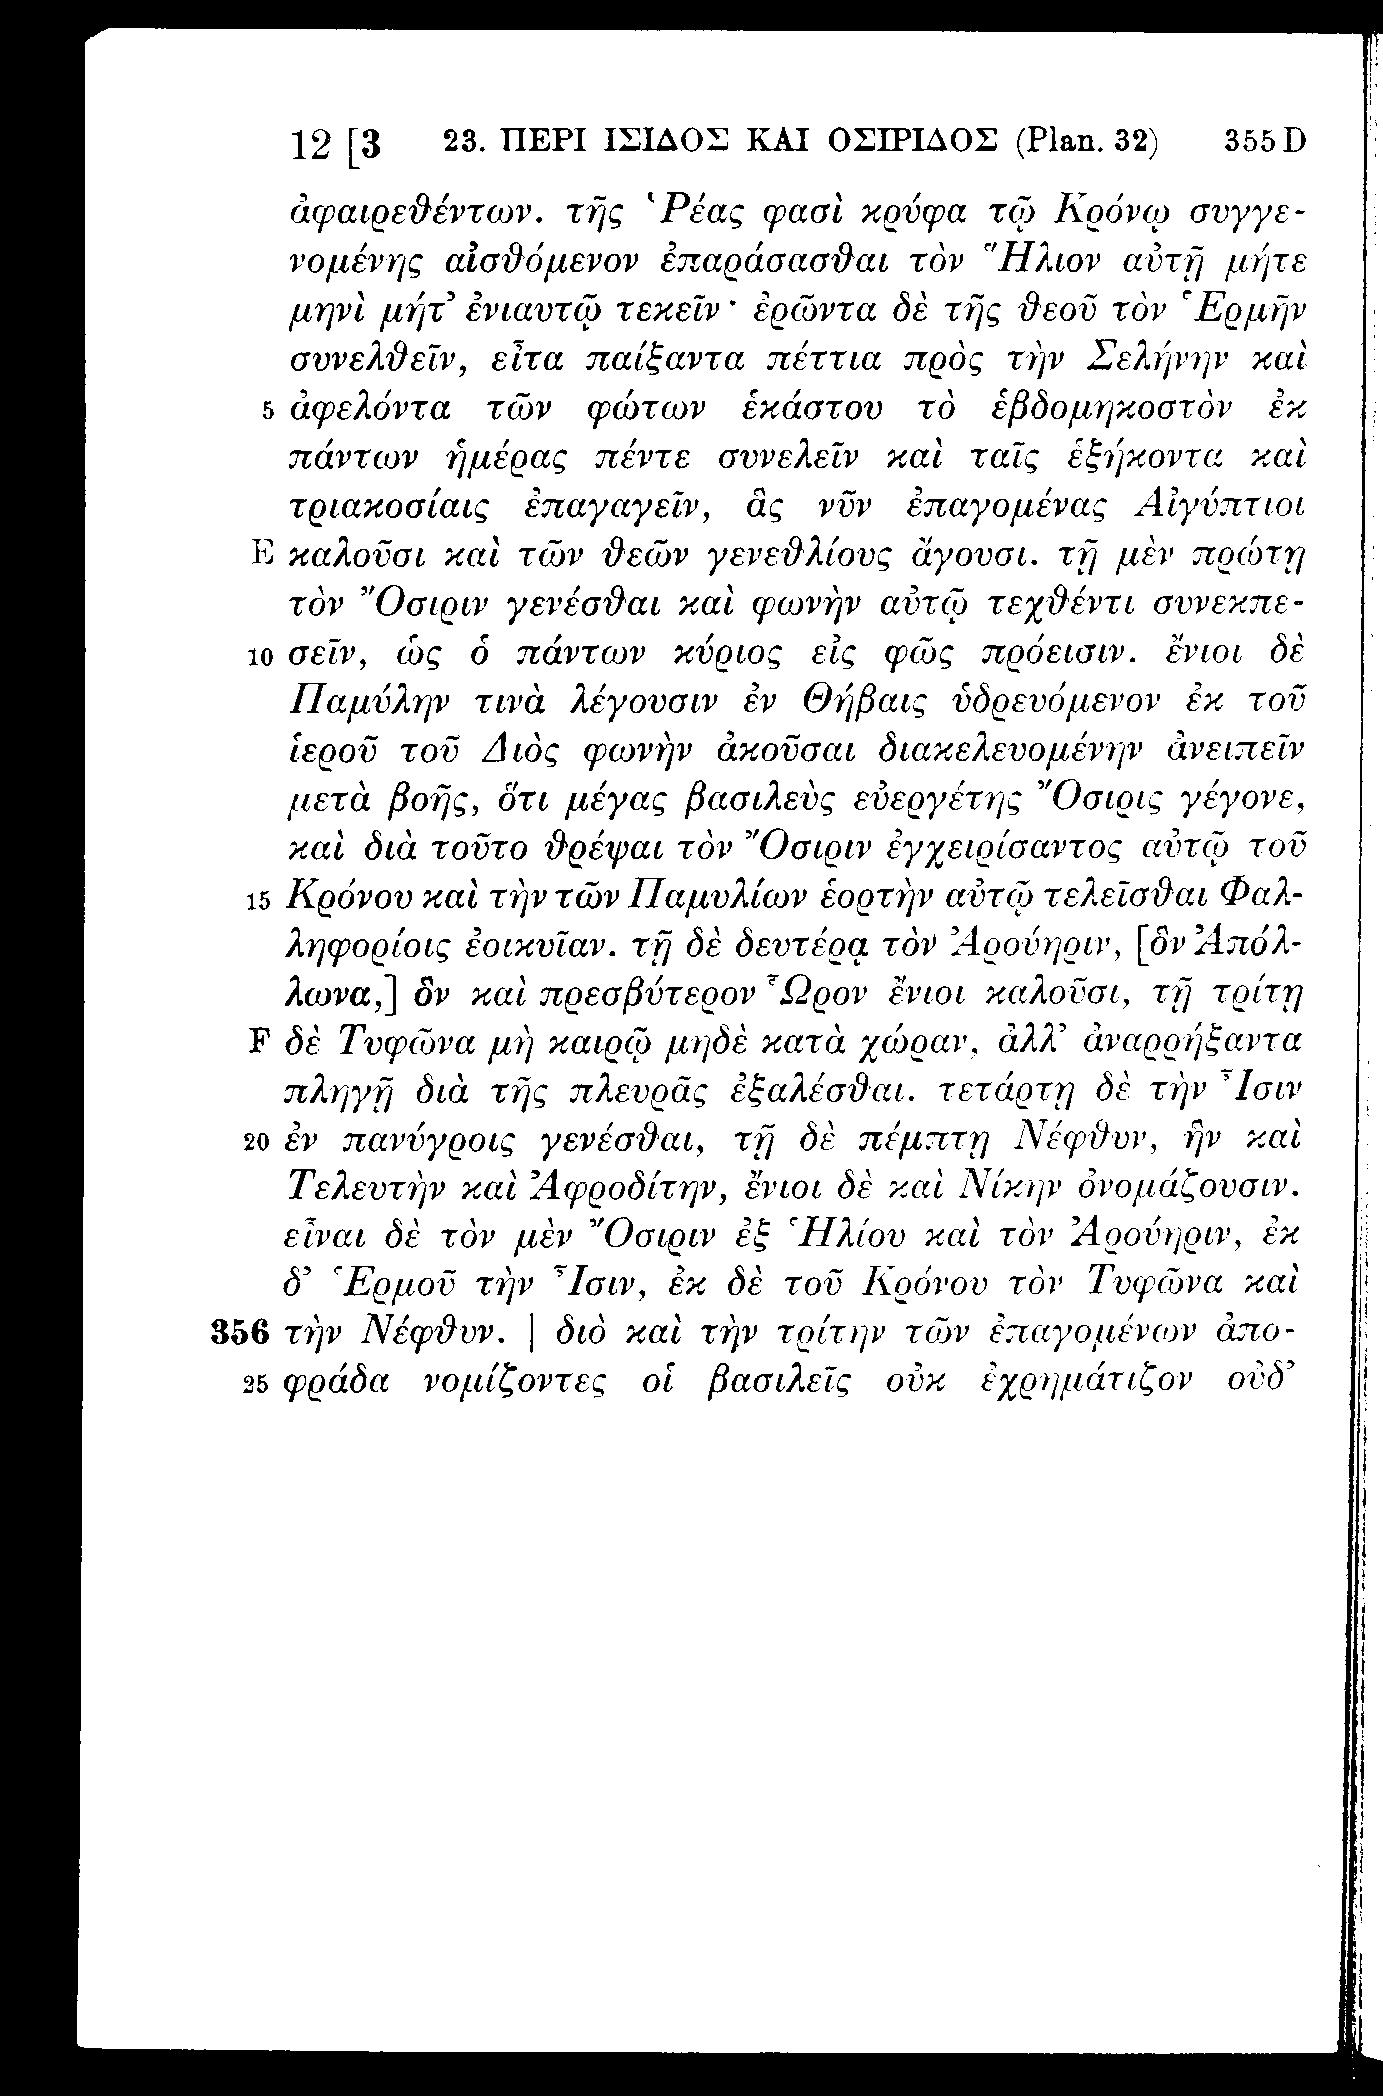 12 [3 23. ΠΕΡΙ ΙΣΙΔΟΣ ΚΑΙ ΟΣΙΡΙΔΟΣ (Plan. 32) 355 D
ἀφαιρεθέντων. τῆς Ῥέας φασὶ κρύφα τῷ Κρόνῳ συγγε-
νομένης αἰσθόμενον ἐπαράσασθαι τὸν Ἥλιον αὐτῇ μήτε
μηνὶ μήτ’ ἐνιαυτῷ τεκεῖν· ἐρῶντα δὲ τῆς θεοῦ τὸν Ἑρμῆν
συνελθεῖν, εἶτα παίξαντα πέττια πρὸς τὴν Σελήνην καὶ
5 ἀφελόντα τῶν φώτων ἑκάστου τὸ ἑβδομηκοστὸν ἐκ
πάντων ἡμέρας πέντε συνελεῖν καὶ ταῖς ἑξήκοντα καὶ
τριακοσίαις ἐπαγαγεῖν, ἃς νῦν ἐπαγομένας Αἰγύπτιοι
E καλοῦσι καὶ τῶν θεῶν γενεθλίους ἄγουσι. τῇ μὲν πρώτῃ
τὸν Ὄσιριν γενέσθαι καὶ φωνὴν αὐτῷ τεχθέντι συνεκπε-
10 σεῖν, ὡς ὁ πάντων κύριος εἰς φῶς πρόεισιν. ἔνιοι δὲ
Παμύλην τινὰ λέγουσιν ἐν Θήβαις ὑδρευόμενον ἐκ τοῦ
ἱεροῦ τοῦ Διὸς φωνὴν ἀκοῦσαι διακελευομένην ἀνειπεῖν
μετὰ βοῆς, ὅτι μέγας βασιλεὺς εὐεργέτης Ὄσιρις γέγονε,
καὶ διὰ τοῦτο θρέψαι τὸν Ὄσιριν ἐγχειρίσαντος αὐτῷ τοῦ
15 Κρόνου καὶ τὴν τῶν Παμυλίων ἑορτὴν αὐτῷ τελεῖσθαι Φαλ-
ληφορίοις ἐοικυῖαν. τῇ δὲ δευτέρᾳ τὸν Ἀρούηριν, [ὃν Ἀπόλ-
λωνα,] ὃν καὶ πρεσβύτερον Ὧρον ἔνιοι καλοῦσι, τῇ τρίτῃ
F δὲ Τυφῶνα μὴ καιρῷ μηδὲ κατὰ χώραν, ἀλλ’ ἀναρρήξαντα
πληγῇ διὰ τῆς πλευρᾶς ἐξαλέσθαι. τετάρτῃ δὲ τὴν Ἶσιν
20 ἐν πανύγροις γενέσθαι, τῇ δὲ πέμπτῃ Νέφθυν, ἣν καὶ
Τελευτὴν καὶ Ἀφροδίτην, ἔνιοι δὲ καὶ Νίκην ὀνομάζουσιν.
εἶναι δὲ τὸν μὲν Ὄσιριν ἐξ Ἡλίου καὶ τὸν Ἀρούηριν, ἐκ
δ’ Ἑρμοῦ τὴν Ἶσιν, ἐκ δὲ τοῦ Κρόνου τὸν Τυφῶνα καὶ
356 τὴν Νέφθυν. | διὸ καὶ τὴν τρίτην τῶν ἐπαγομένων ἀπο-
25 φράδα νομίζοντες οἱ βασιλεῖς οὐκ ἐχρημάτιζον οὐδ’